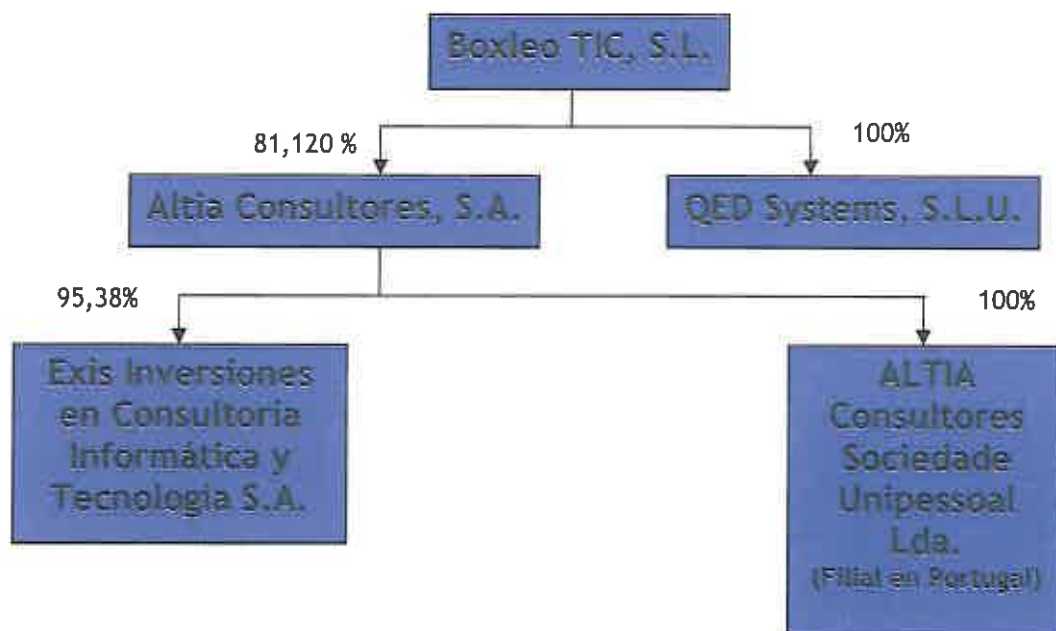 Boxleo TIC, S.L.
81,120 %
100%
Altia Consultores, S.A.
QED Systems, S.L.U.
95,38%
100%
Exis Inversiones
en Consultoria
Informática y
Tecnologia S.A.
ALTIA
Consultores
Sociedade
Unipessoal
Lda.
(Filial en Portugal)